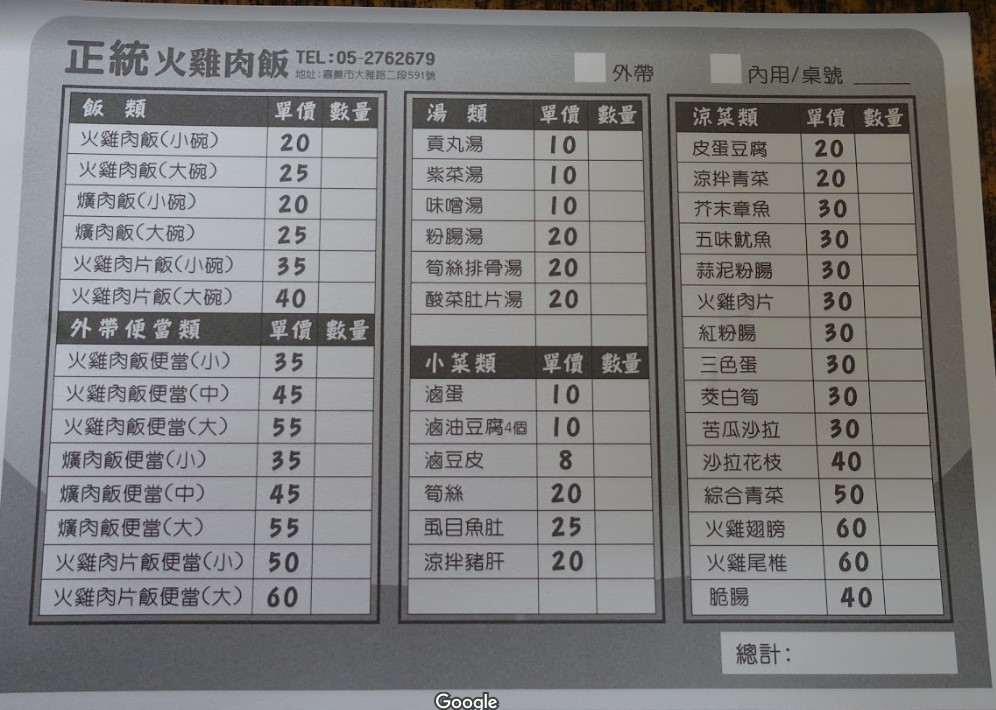 正統火雞肉飯 TEL:05-2762679
地址:嘉義市大雅路二段591號
外帶
內用/桌號
飯類 單價 數量
火雞肉飯(小碗) 20
火雞肉飯(大碗) 25
爌肉飯(小碗) 20
爌肉飯(大碗) 25
火雞肉片飯(小碗) 35
火雞肉片飯(大碗) 40
外帶便當類 單價 數量
火雞肉飯便當(小) 35
火雞肉飯便當(中) 45
火雞肉飯便當(大) 55
爌肉飯便當(小) 35
爌肉飯便當(中) 45
爌肉飯便當(大) 55
火雞肉片飯便當(小) 50
火雞肉片飯便當(大) 60
湯類 單價 數量
貢丸湯 10
紫菜湯 10
味噌湯 10
粉腸湯 20
筍絲排骨湯 20
酸菜肚片湯 20
小菜類 單價 數量
滷蛋 10
滷油豆腐4個 10
滷豆皮 8
筍絲 20
虱目魚肚 25
涼拌豬肝 20
涼菜類 單價 數量
皮蛋豆腐 20
涼拌青菜 20
芥末章魚 30
五味魷魚 30
蒜泥粉腸 30
火雞肉片 30
紅粉腸 30
三色蛋 30
茭白筍 30
苦瓜沙拉 30
沙拉花枝 40
綜合青菜 50
火雞翅膀 60
火雞尾椎 60
脆腸 40
總計:
Google